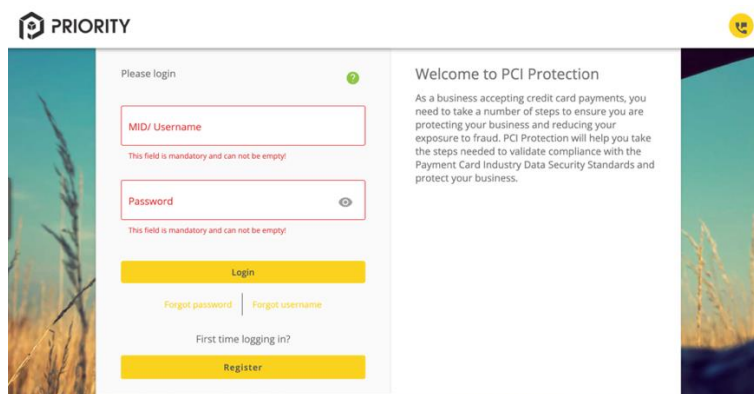 PRIORITY
Please login
?
MID/ Username
This field is mandatory and can not be empty!
Password
This field is mandatory and can not be empty!
Login
Forgot password
Forgot username
First time logging in?
Register
Welcome to PCI Protection
As a business accepting credit card payments, you
need to take a number of steps to ensure you are
protecting your business and reducing your
exposure to fraud. PCI Protection will help you take
the steps needed to validate compliance with the
Payment Card Industry Data Security Standards and
protect your business.